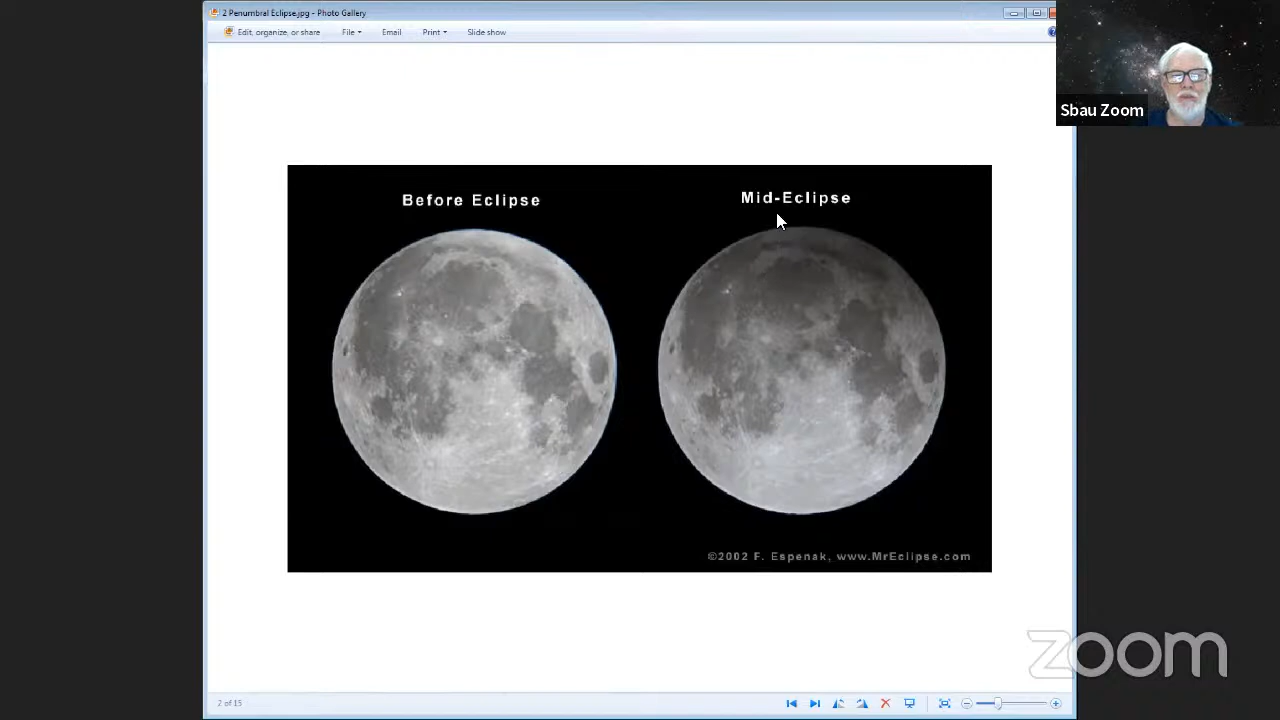 2 Penumbral Eclipse.jpg - Photo Gallery
Edit, organize, or share File Email Print Slide show
Sbau Zoom
Before Eclipse
Mid-Eclipse
©2002 F. Espenak, www.MrEclipse.com
zoom
2 of 15